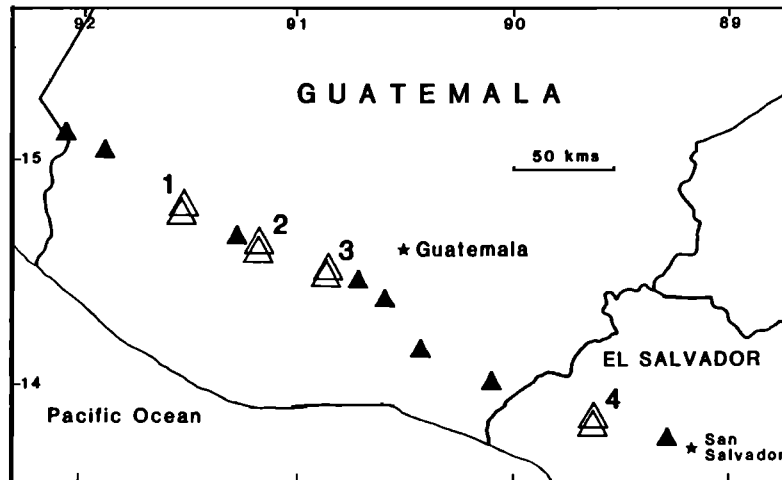 92 91 90 89
GUATEMALA
15
50 kms
1
2
3
Guatemala
EL SALVADOR
14
4
Pacific Ocean
San
Salvador